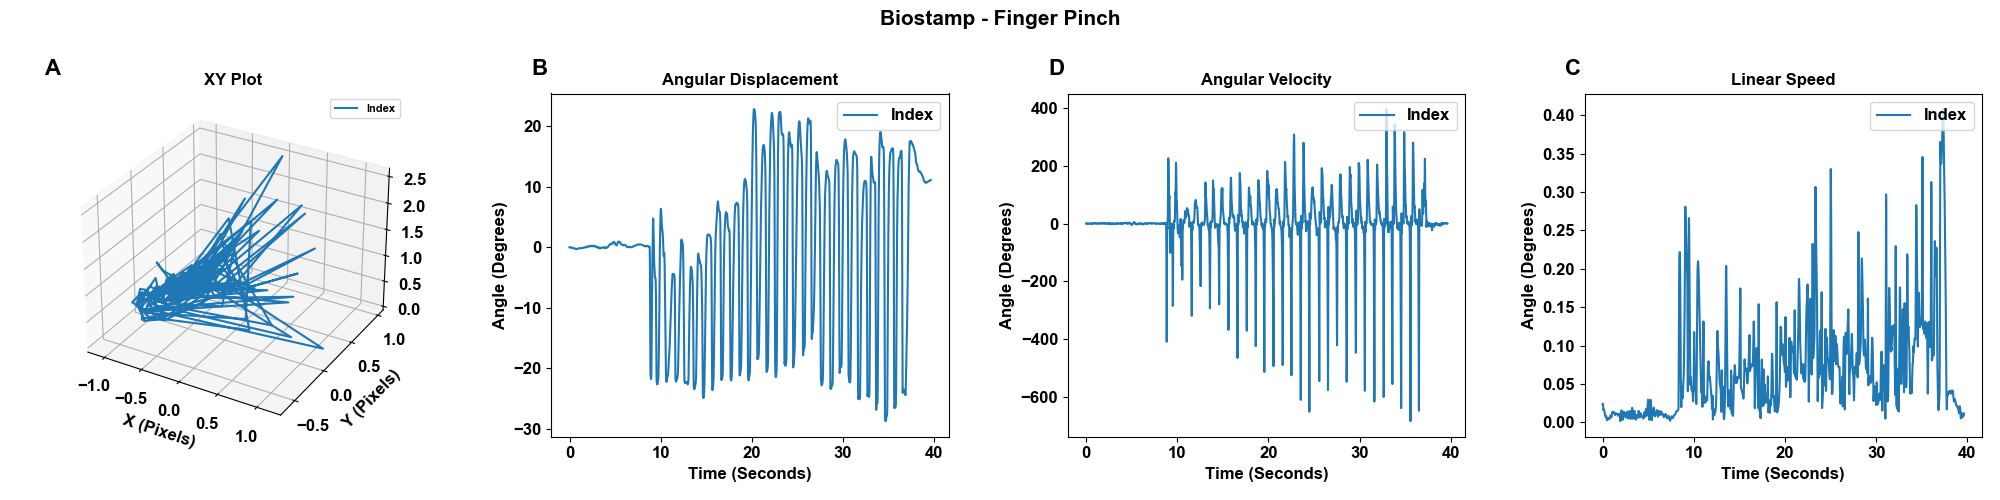 Biostamp - Finger Pinch
A
XY Plot
Index
2.5
2.0
1.5
1.0
0.5
0.0
−1.0
−0.5
0.0
0.5
1.0
X (Pixels)
−0.5
0.0
0.5
1.0
Y (Pixels)
B
Angular Displacement
Index
20
10
0
−10
−20
−30
Angle (Degrees)
0 10 20 30 40
Time (Seconds)
D
Angular Velocity
Index
400
200
0
−200
−400
−600
Angle (Degrees)
0 10 20 30 40
Time (Seconds)
C
Linear Speed
Index
0.40
0.35
0.30
0.25
0.20
0.15
0.10
0.05
0.00
Angle (Degrees)
0 10 20 30 40
Time (Seconds)